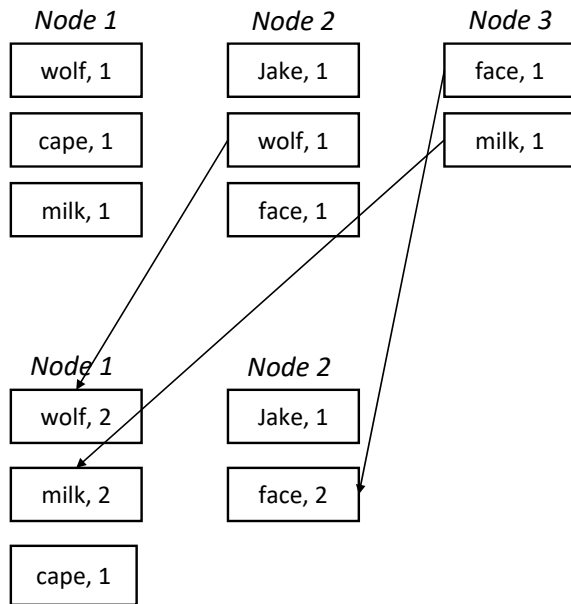 Node 1 Node 2 Node 3
wolf, 1 Jake, 1 face, 1
cape, 1 wolf, 1 milk, 1
milk, 1 face, 1
Node 1 Node 2
wolf, 2 Jake, 1
milk, 2 face, 2
cape, 1